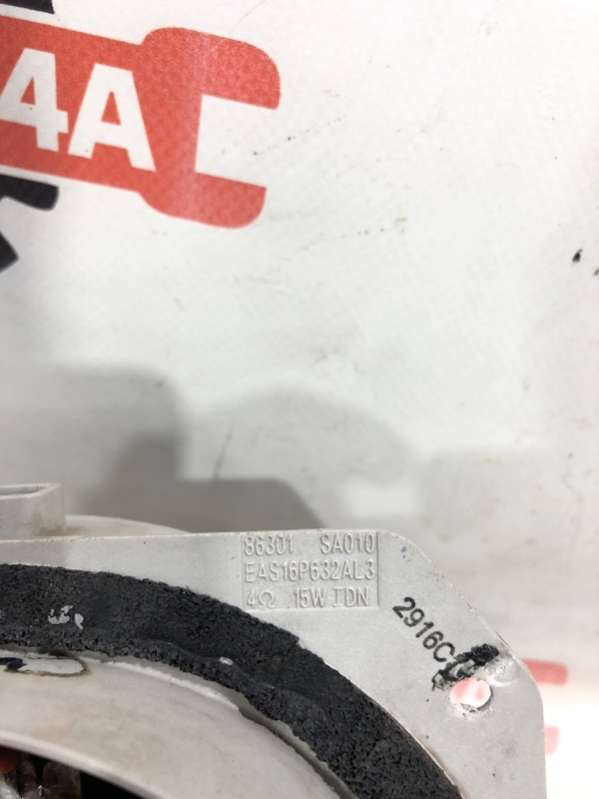 4A
86301 SA010
EAS16P632AL3
4Ω 15W IDN
2916C